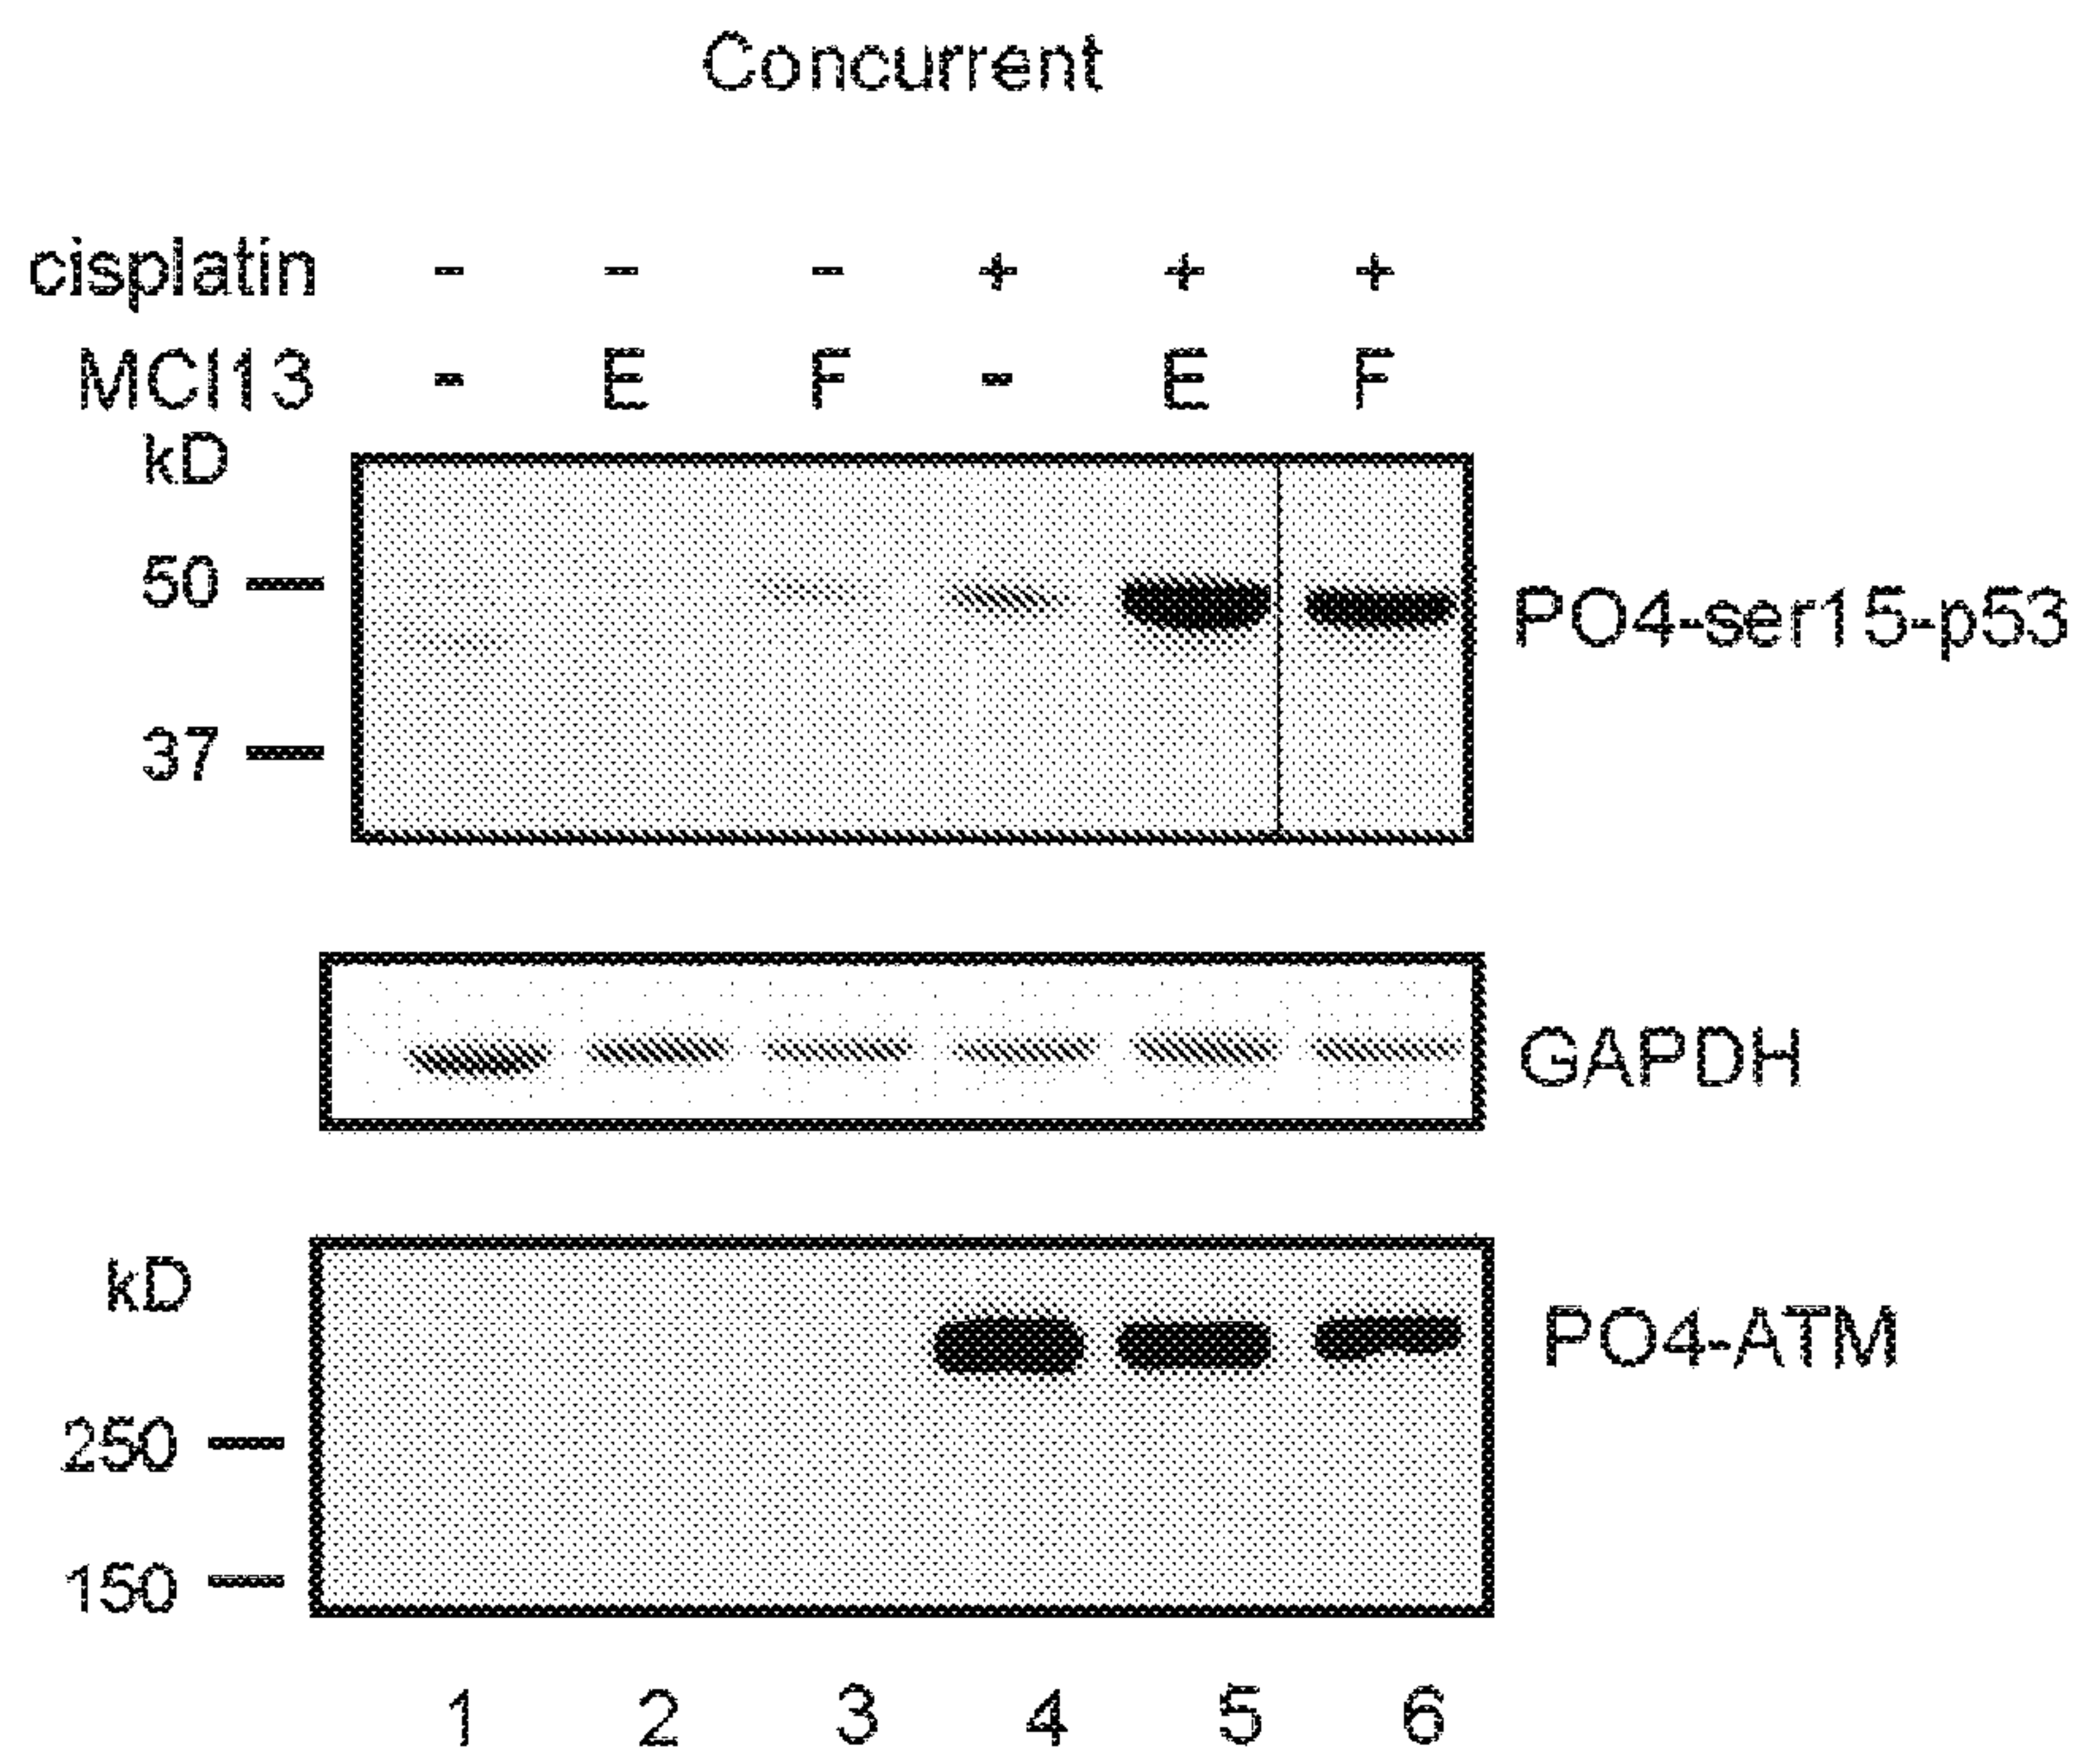 Concurrent
cisplatin - - - + + +
MCI13 - E F - E F
kD
50
PO4-ser15-p53
37
GAPDH
kD
PO4-ATM
250
150
1 2 3 4 5 6